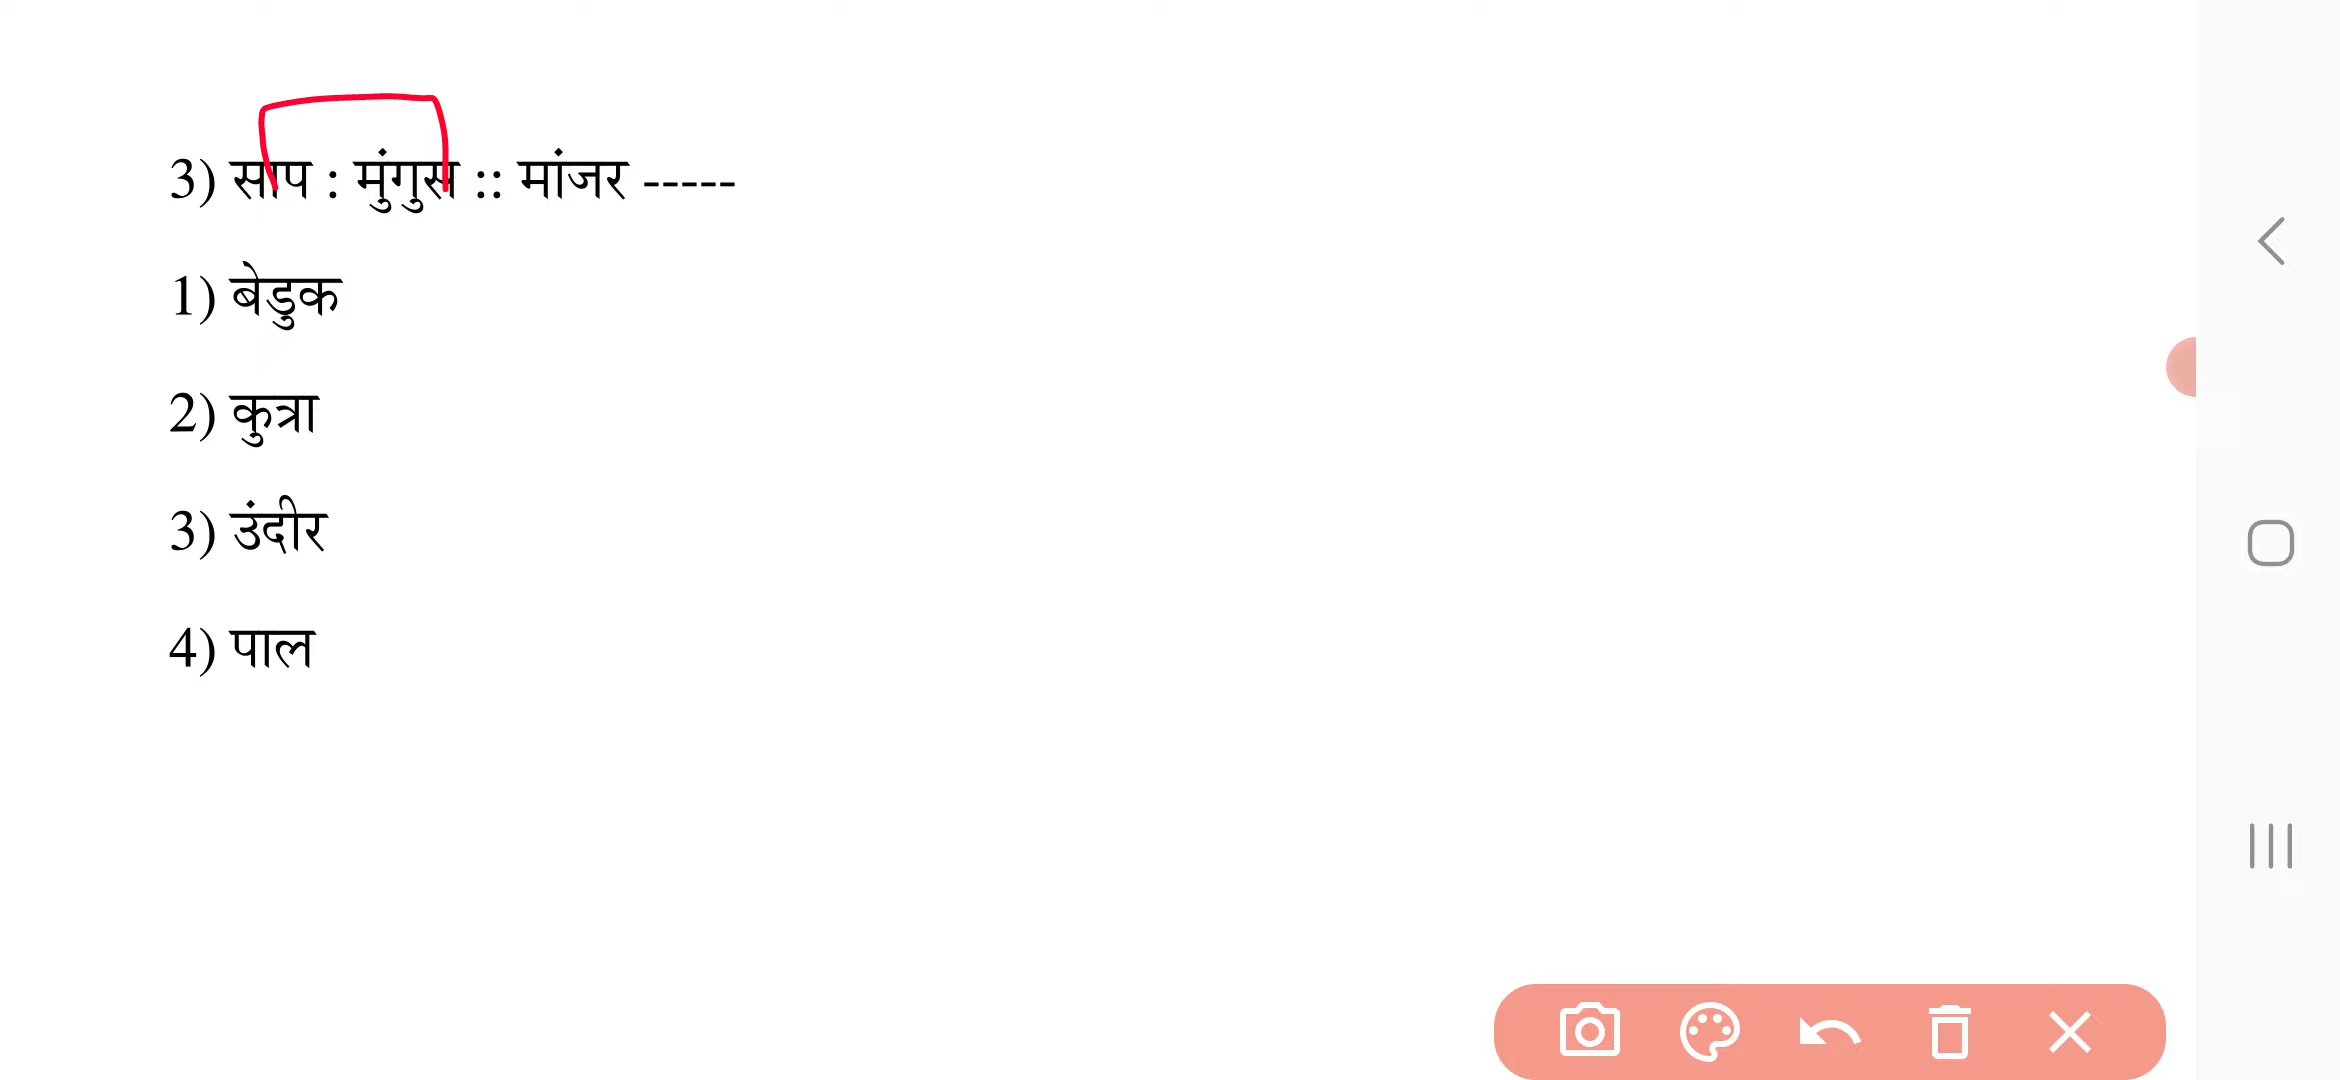 3) साप : मुंगुस :: मांजर -----
1) बेडुक
2) कुत्रा
3) उंदीर
4) पाल